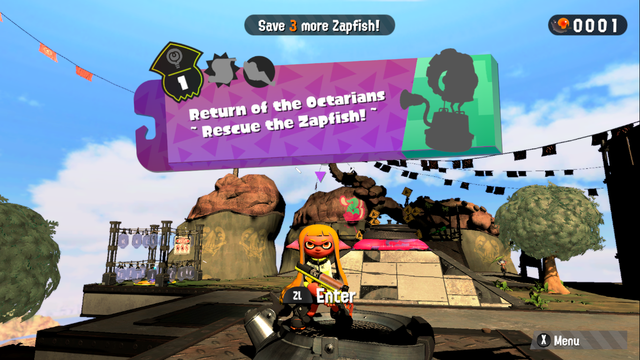 Save 3 more Zapfish!
0001
1
Return of the Octarians
~ Rescue the Zapfish! ~
ZL Enter
X Menu